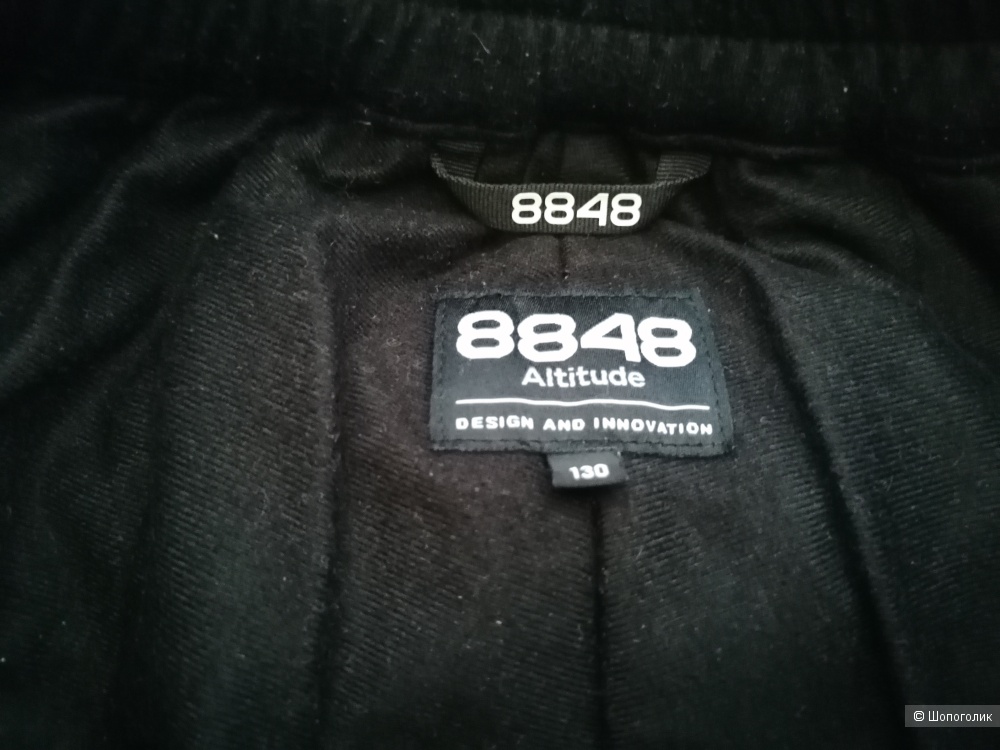 8848
8848
Altitude
DESIGN AND INNOVATION
130
© Шопоголик